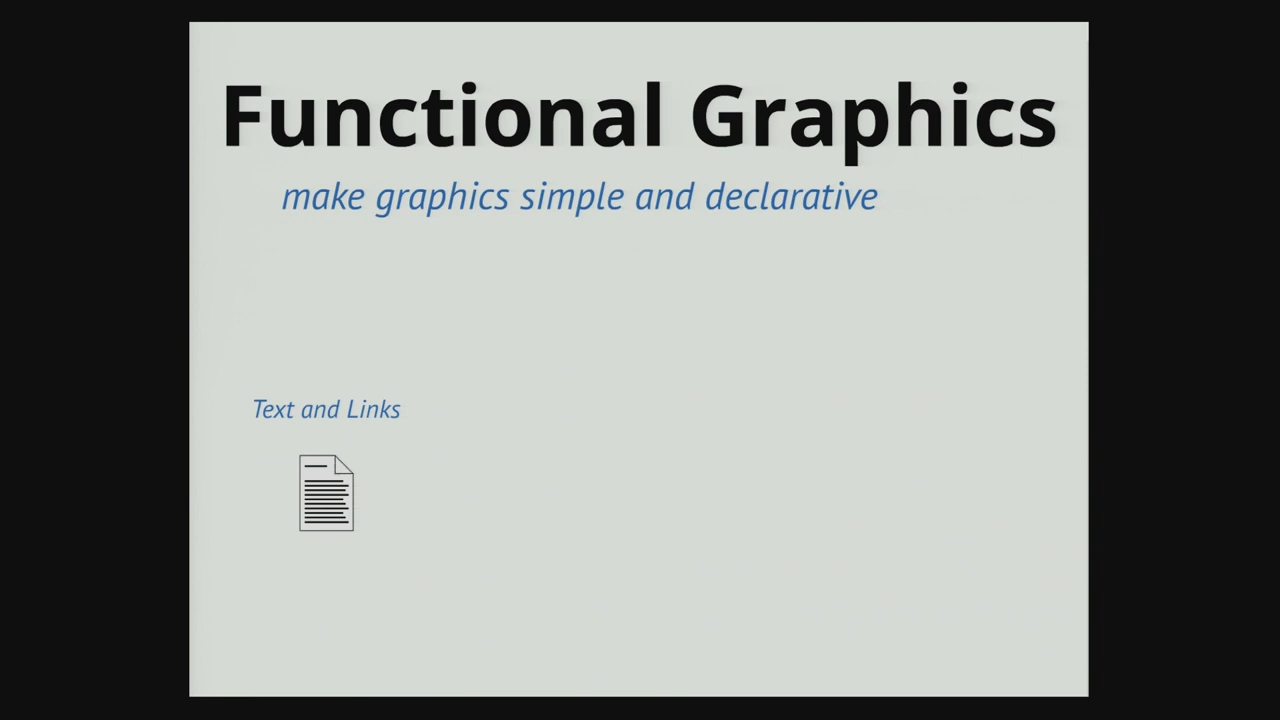 Functional Graphics
make graphics simple and declarative
Text and Links